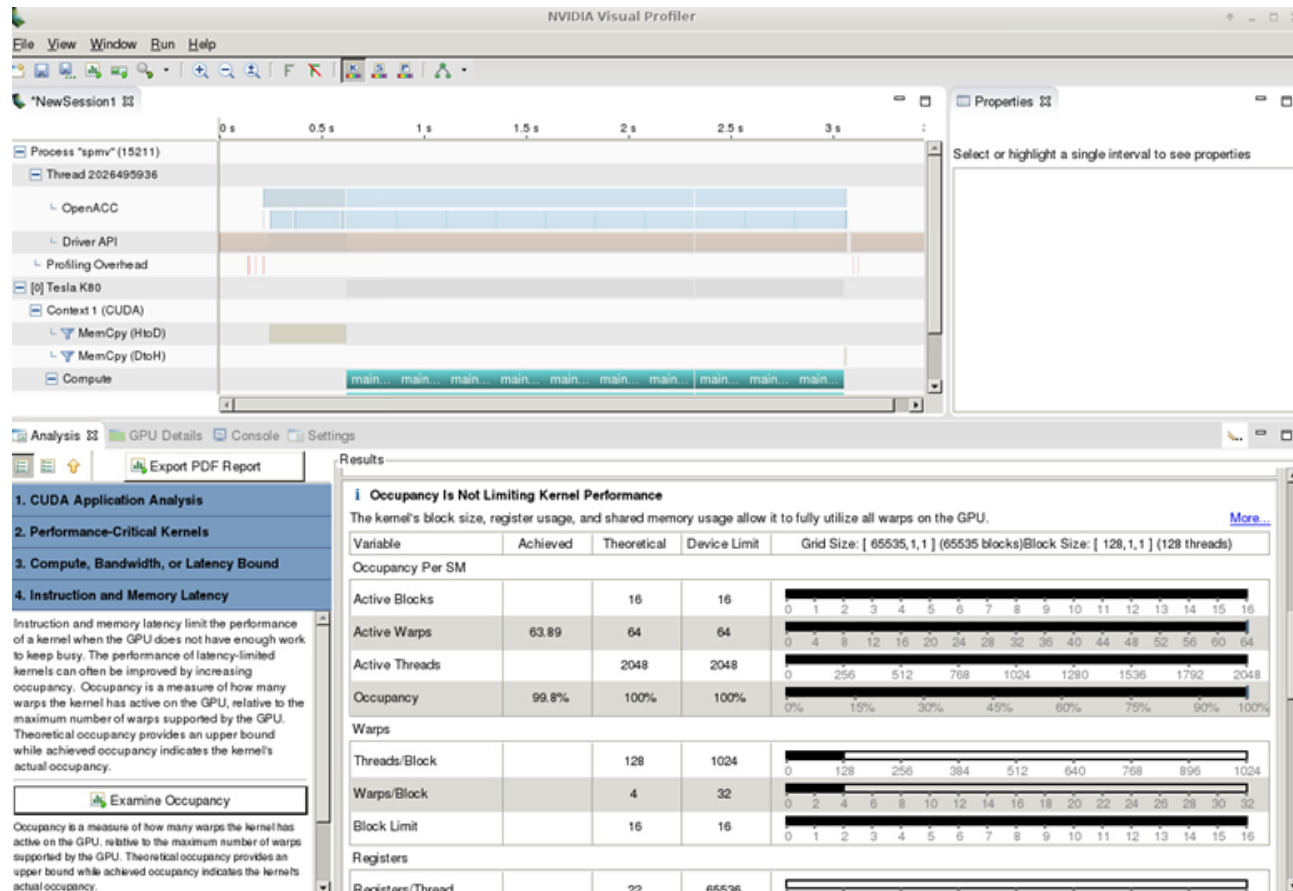 NVIDIA Visual Profiler
File View Window Run Help
*NewSession1
Properties
0 s 0.5 s 1 s 1.5 s 2 s 2.5 s 3 s
Select or highlight a single interval to see properties
Process "spmv" (15211)
Thread 2026495936
OpenACC
Driver API
Profiling Overhead
[0] Tesla K80
Context 1 (CUDA)
MemCpy (HtoD)
MemCpy (DtoH)
Compute
main... main... main... main... main... main... main... main... main... main...
Analysis GPU Details Console Settings
Export PDF Report
1. CUDA Application Analysis
2. Performance-Critical Kernels
3. Compute, Bandwidth, or Latency Bound
4. Instruction and Memory Latency
Instruction and memory latency limit the performance
of a kernel when the GPU does not have enough work
to keep busy. The performance of latency-limited
kernels can often be improved by increasing
occupancy. Occupancy is a measure of how many
warps the kernel has active on the GPU, relative to the
maximum number of warps supported by the GPU.
Theoretical occupancy provides an upper bound
while achieved occupancy indicates the kernel's
actual occupancy.
Examine Occupancy
Occupancy is a measure of how many warps the kernel has
active on the GPU, relative to the maximum number of warps
supported by the GPU. Theoretical occupancy provides an
upper bound while achieved occupancy indicates the kernel's
actual occupancy.
Results
i Occupancy Is Not Limiting Kernel Performance
The kernel's block size, register usage, and shared memory usage allow it to fully utilize all warps on the GPU. More...
Variable Achieved Theoretical Device Limit Grid Size: [ 65535,1,1 ] (65535 blocks)Block Size: [ 128,1,1 ] (128 threads)
Occupancy Per SM
Active Blocks 16 16
0 1 2 3 4 5 6 7 8 9 10 11 12 13 14 15 16
Active Warps 63.89 64 64
0 4 8 12 16 20 24 28 32 36 40 44 48 52 56 60 64
Active Threads 2048 2048
0 256 512 768 1024 1280 1536 1792 2048
Occupancy 99.8% 100% 100%
0% 15% 30% 45% 60% 75% 90% 100%
Warps
Threads/Block 128 1024
0 128 256 384 512 640 768 896 1024
Warps/Block 4 32
0 2 4 6 8 10 12 14 16 18 20 22 24 26 28 30 32
Block Limit 16 16
0 1 2 3 4 5 6 7 8 9 10 11 12 13 14 15 16
Registers
Registers/Thread 22 65536